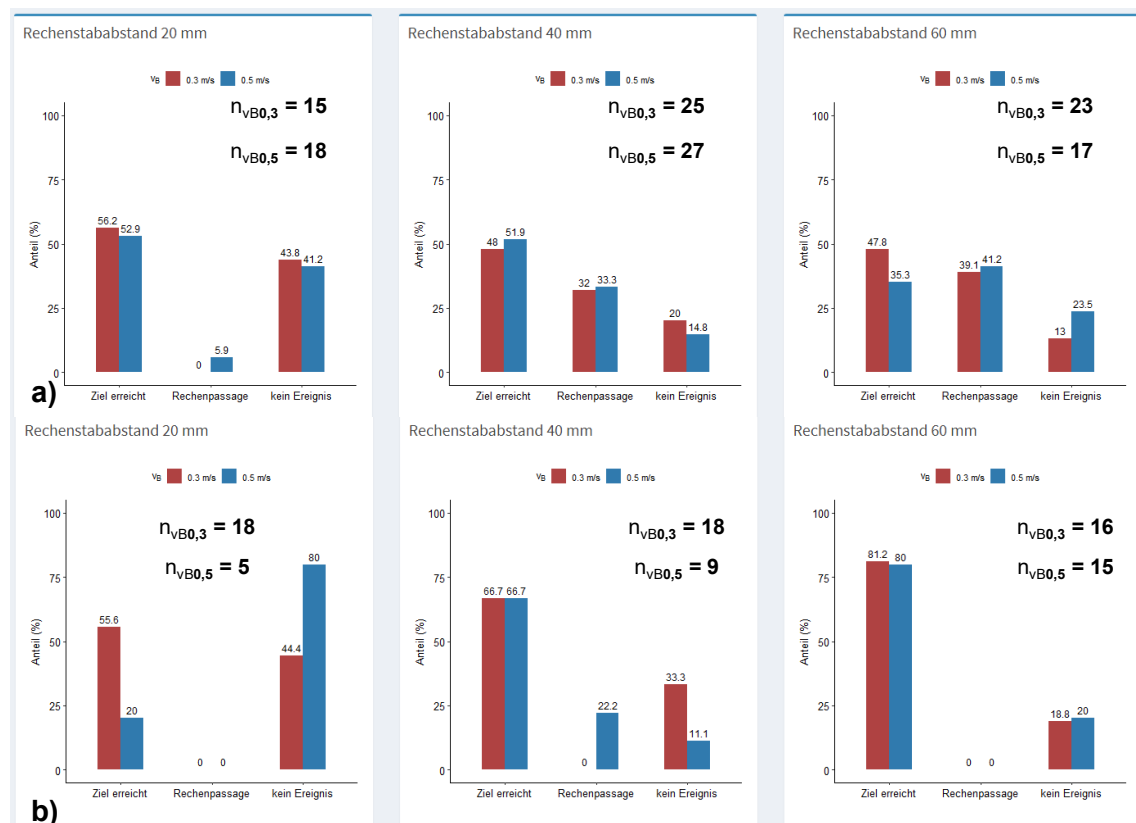 Rechenstababstand 20 mm
vB 0.3 m/s 0.5 m/s
nvB0,3 = 15
nvB0,5 = 18
Anteil (%)
100
75
50
25
0
56.2 52.9
0 5.9
43.8 41.2
Ziel erreicht Rechenpassage kein Ereignis
a)
Rechenstababstand 40 mm
vB 0.3 m/s 0.5 m/s
nvB0,3 = 25
nvB0,5 = 27
Anteil (%)
100
75
50
25
0
48 51.9
32 33.3
20 14.8
Ziel erreicht Rechenpassage kein Ereignis
Rechenstababstand 60 mm
vB 0.3 m/s 0.5 m/s
nvB0,3 = 23
nvB0,5 = 17
Anteil (%)
100
75
50
25
0
47.8 35.3
39.1 41.2
13 23.5
Ziel erreicht Rechenpassage kein Ereignis
Rechenstababstand 20 mm
vB 0.3 m/s 0.5 m/s
nvB0,3 = 18
nvB0,5 = 5
Anteil (%)
100
75
50
25
0
55.6 20
0 0
44.4 80
Ziel erreicht Rechenpassage kein Ereignis
b)
Rechenstababstand 40 mm
vB 0.3 m/s 0.5 m/s
nvB0,3 = 18
nvB0,5 = 9
Anteil (%)
100
75
50
25
0
66.7 66.7
0 22.2
33.3 11.1
Ziel erreicht Rechenpassage kein Ereignis
Rechenstababstand 60 mm
vB 0.3 m/s 0.5 m/s
nvB0,3 = 16
nvB0,5 = 15
Anteil (%)
100
75
50
25
0
81.2 80
0 0
18.8 20
Ziel erreicht Rechenpassage kein Ereignis